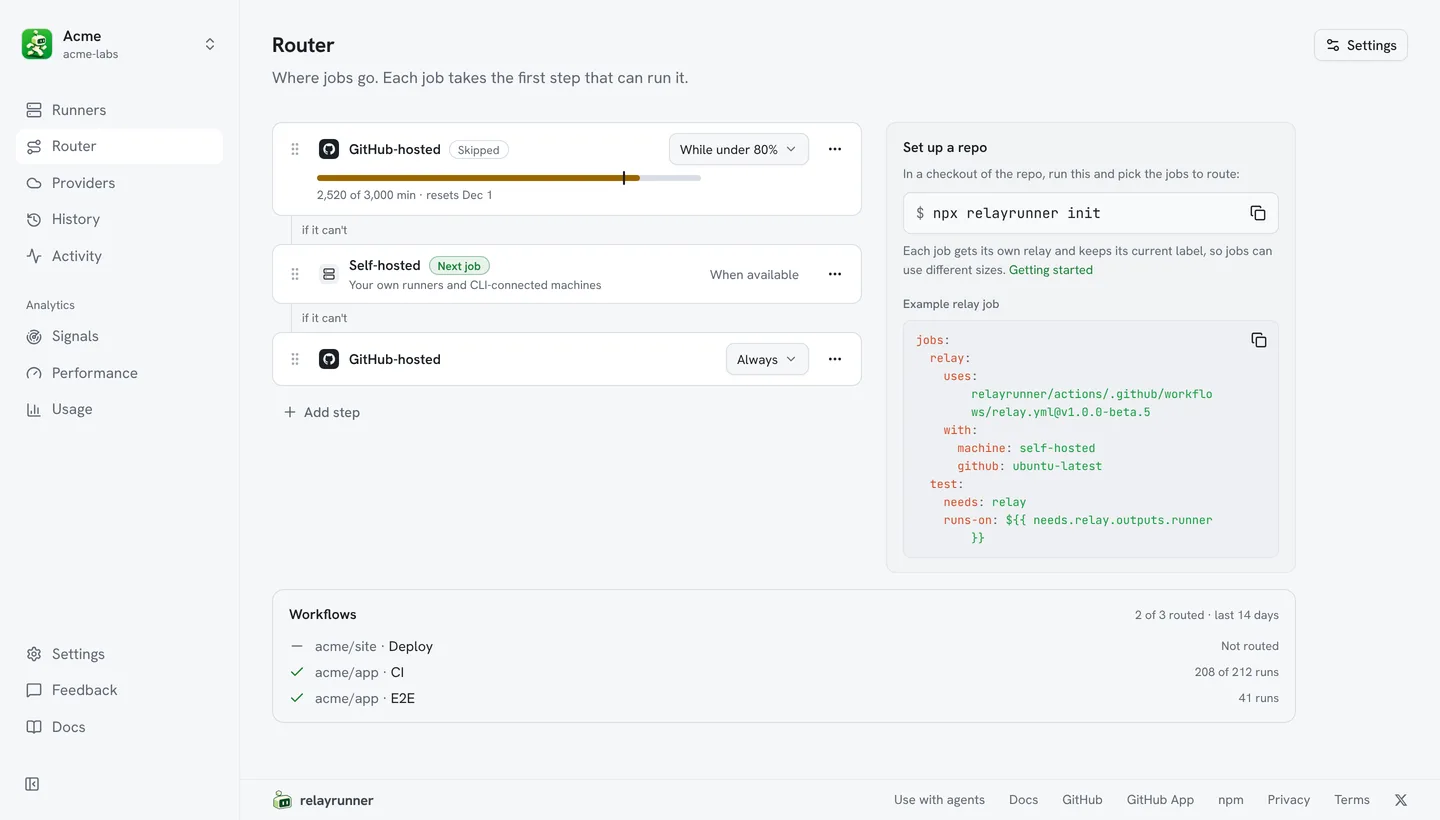 Acme
acme-labs
Runners
Router
Providers
History
Activity
Analytics
Signals
Performance
Usage
Settings
Feedback
Docs
Router
Where jobs go. Each job takes the first step that can run it.
Settings
GitHub-hosted
Skipped
While under 80%
2,520 of 3,000 min · resets Dec 1
if it can't
Self-hosted
Next job
Your own runners and CLI-connected machines
When available
if it can't
GitHub-hosted
Always
Add step
Set up a repo
In a checkout of the repo, run this and pick the jobs to route:
$ npx relayrunner init
Each job gets its own relay and keeps its current label, so jobs can
use different sizes. Getting started
Example relay job
jobs:
relay:
uses:
relayrunner/actions/.github/workflo
ws/relay.yml@v1.0.0-beta.5
with:
machine: self-hosted
github: ubuntu-latest
test:
needs: relay
runs-on: ${{ needs.relay.outputs.runner
}}
Workflows
2 of 3 routed · last 14 days
acme/site · Deploy
Not routed
acme/app · CI
208 of 212 runs
acme/app · E2E
41 runs
relayrunner
Use with agents
Docs
GitHub
GitHub App
npm
Privacy
Terms